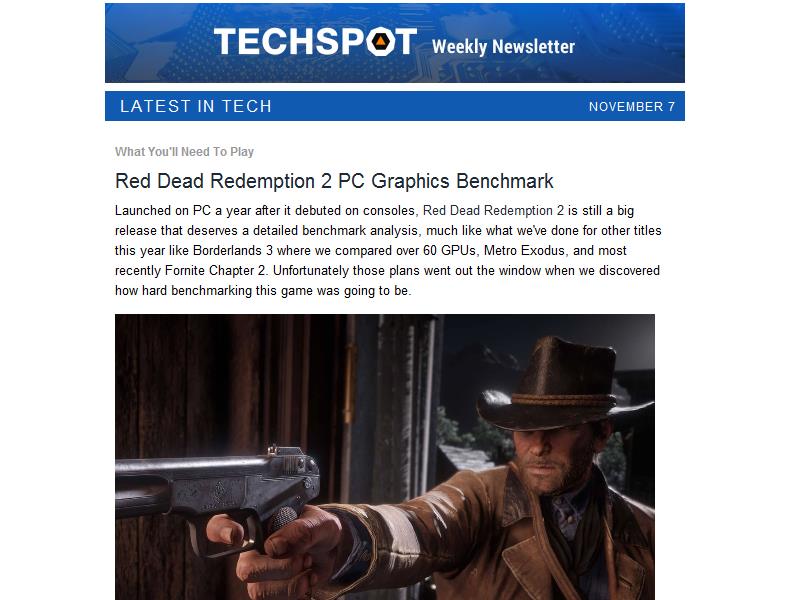 TECHSPOT Weekly Newsletter
LATEST IN TECH NOVEMBER 7
What You'll Need To Play
Red Dead Redemption 2 PC Graphics Benchmark
Launched on PC a year after it debuted on consoles, Red Dead Redemption 2 is still a big
release that deserves a detailed benchmark analysis, much like what we've done for other titles
this year like Borderlands 3 where we compared over 60 GPUs, Metro Exodus, and most
recently Fornite Chapter 2. Unfortunately those plans went out the window when we discovered
how hard benchmarking this game was going to be.